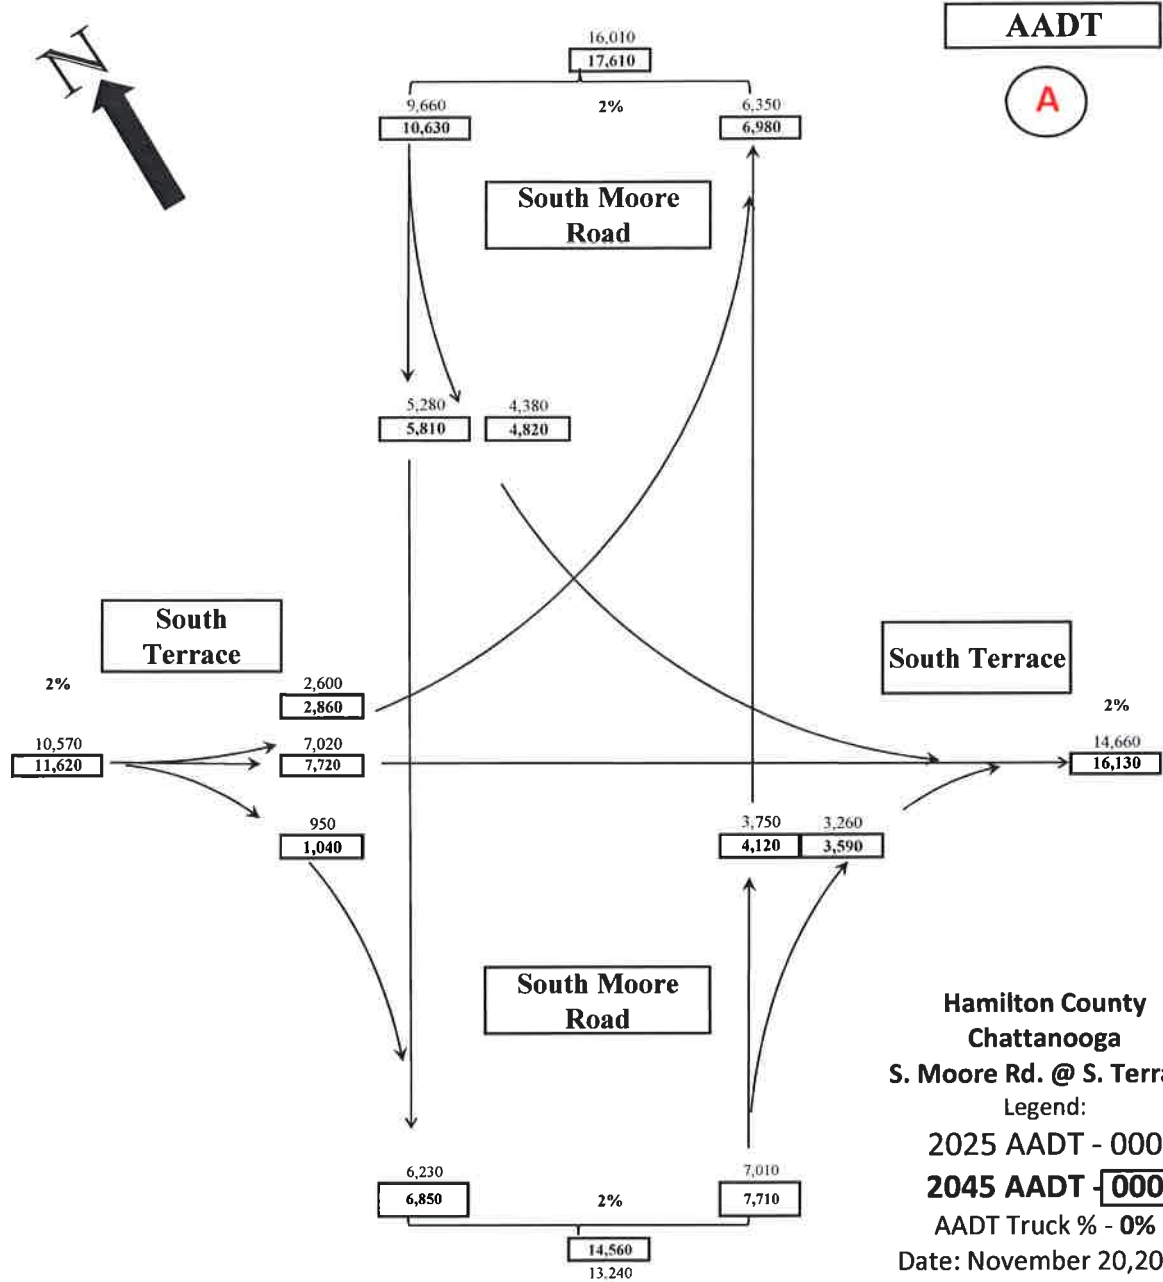 AADT
A
N
16,010
17,610
9,660
2%
6,350
10,630
6,980
South Moore
Road
5,280
4,380
5,810
4,820
South
Terrace
South Terrace
2%
2,600
2,860
2%
10,570
7,020
14,660
11,620
7,720
16,130
950
3,750
3,260
1,040
4,120
3,590
South Moore
Road
Hamilton County
Chattanooga
S. Moore Rd. @ S. Terra
Legend:
2025 AADT - 000
2045 AADT - 000
AADT Truck % - 0%
Date: November 20,20
6,230
7,010
6,850
2%
7,710
14,560
13,240